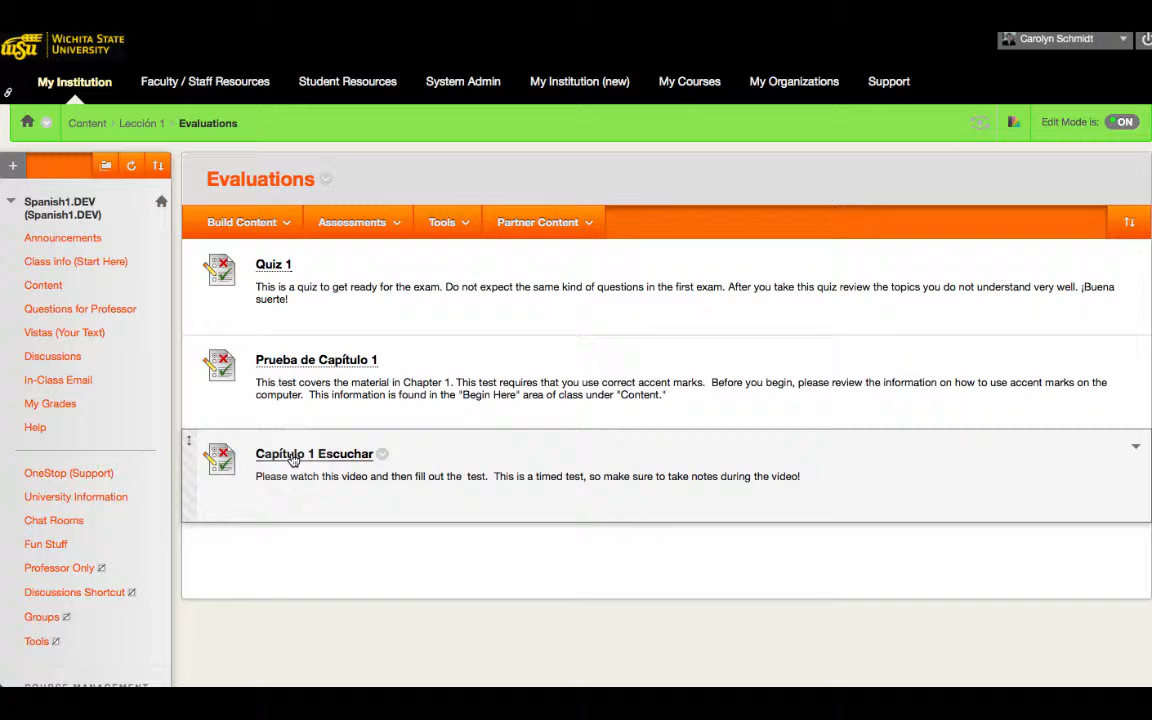 WSU
WICHITA STATE
UNIVERSITY
Carolyn Schmidt
My Institution
Faculty / Staff Resources
Student Resources
System Admin
My Institution (new)
My Courses
My Organizations
Support
Content
Lección 1
Evaluations
Edit Mode is:
ON
Spanish1.DEV
(Spanish1.DEV)
Announcements
Class info (Start Here)
Content
Questions for Professor
Vistas (Your Text)
Discussions
In-Class Email
My Grades
Help
OneStop (Support)
University Information
Chat Rooms
Fun Stuff
Professor Only
Discussions Shortcut
Groups
Tools
COURSE MANAGEMENT
Evaluations
Build Content
Assessments
Tools
Partner Content
Quiz 1
This is a quiz to get ready for the exam. Do not expect the same kind of questions in the first exam. After you take this quiz review the topics you do not understand very well. ¡Buena
suerte!
Prueba de Capítulo 1
This test covers the material in Chapter 1. This test requires that you use correct accent marks. Before you begin, please review the information on how to use accent marks on the
computer. This information is found in the "Begin Here" area of class under "Content."
Capítulo 1 Escuchar
Please watch this video and then fill out the test. This is a timed test, so make sure to take notes during the video!